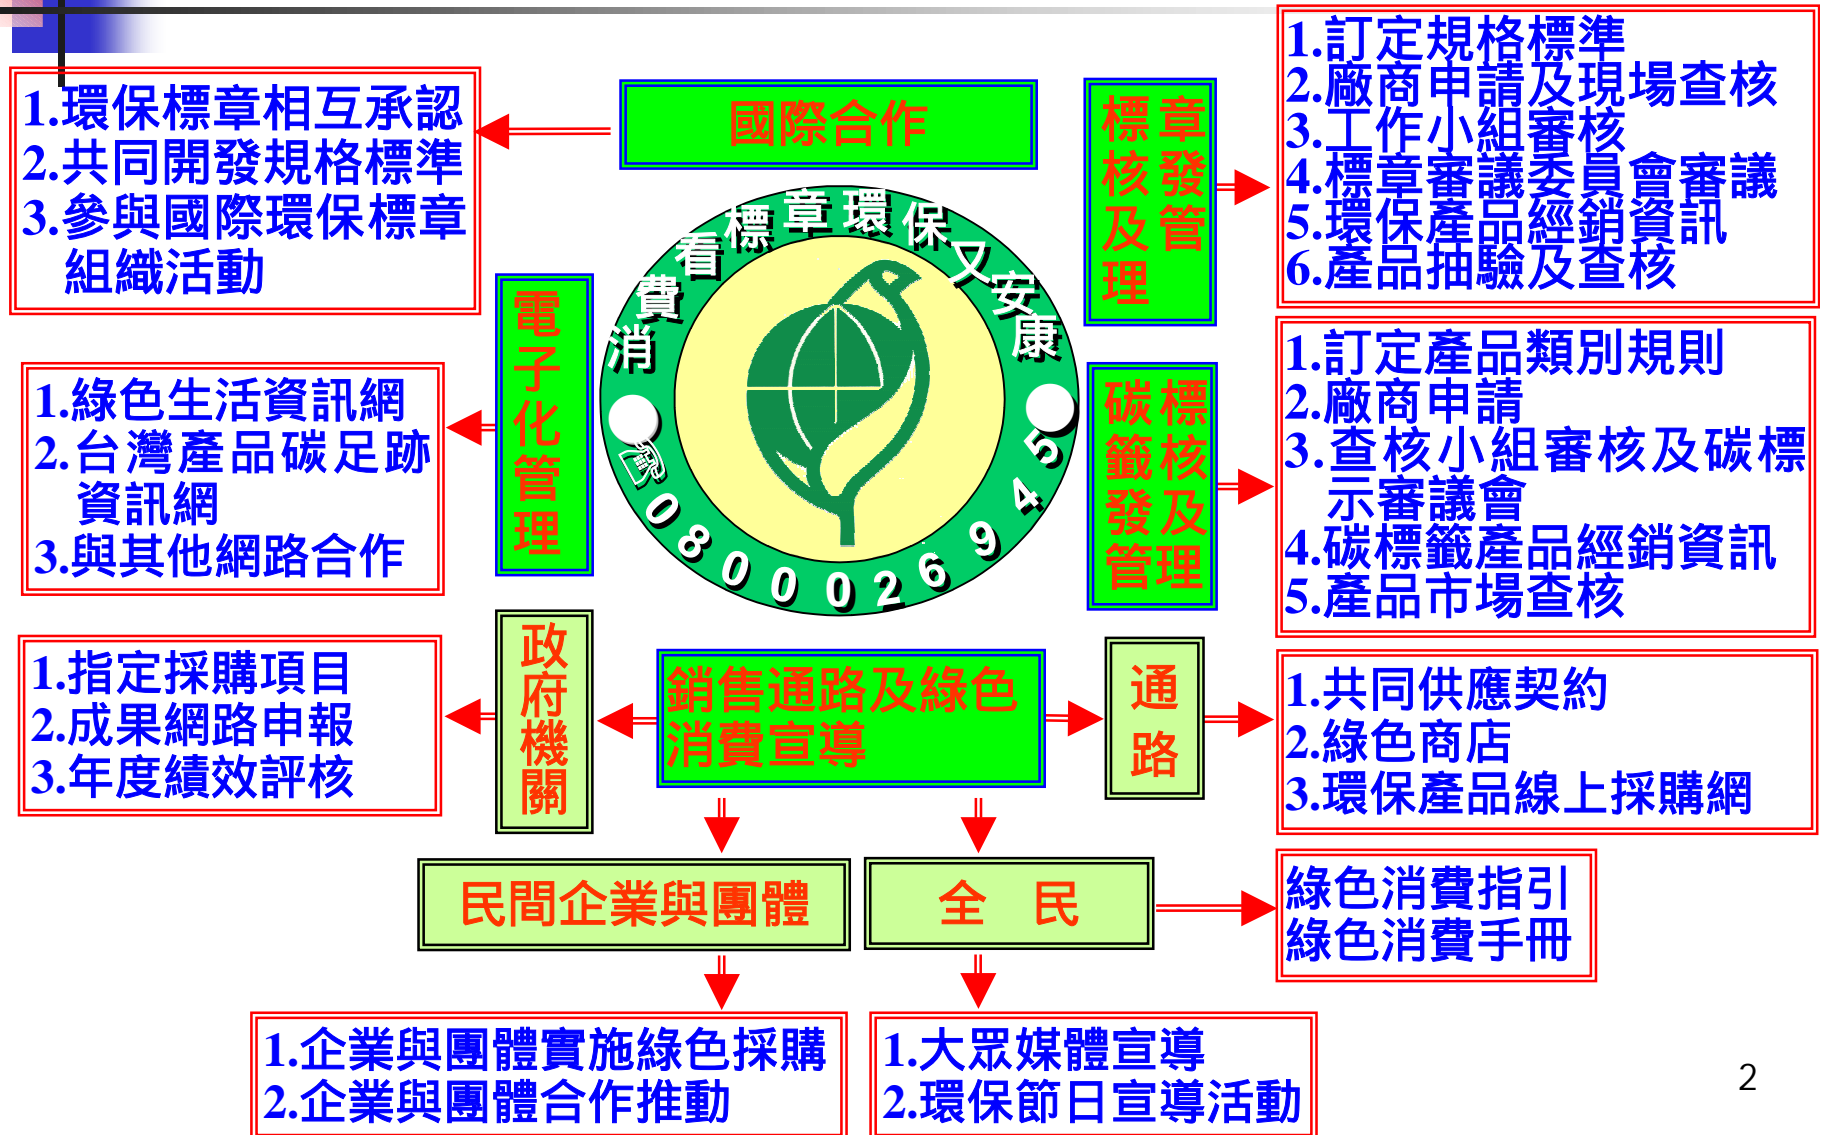 1.環保標章相互承認
2.共同開發規格標準
3.參與國際環保標章
組織活動
國際合作
標章
核發
及管
理
1.訂定規格標準
2.廠商申請及現場查核
3.工作小組審核
4.標章審議委員會審議
5.環保產品經銷資訊
6.產品抽驗及查核
消費看標章環保又安康
☏0800026945
電子化管理
1.綠色生活資訊網
2.台灣產品碳足跡
資訊網
3.與其他網路合作
碳標
籤核
發及
管理
1.訂定產品類別規則
2.廠商申請
3.查核小組審核及碳標
示審議會
4.碳標籤產品經銷資訊
5.產品市場查核
政府機關
1.指定採購項目
2.成果網路申報
3.年度績效評核
銷售通路及綠色
消費宣導
通路
1.共同供應契約
2.綠色商店
3.環保產品線上採購網
民間企業與團體
全 民
綠色消費指引
綠色消費手冊
1.企業與團體實施綠色採購
2.企業與團體合作推動
1.大眾媒體宣導
2.環保節日宣導活動
2